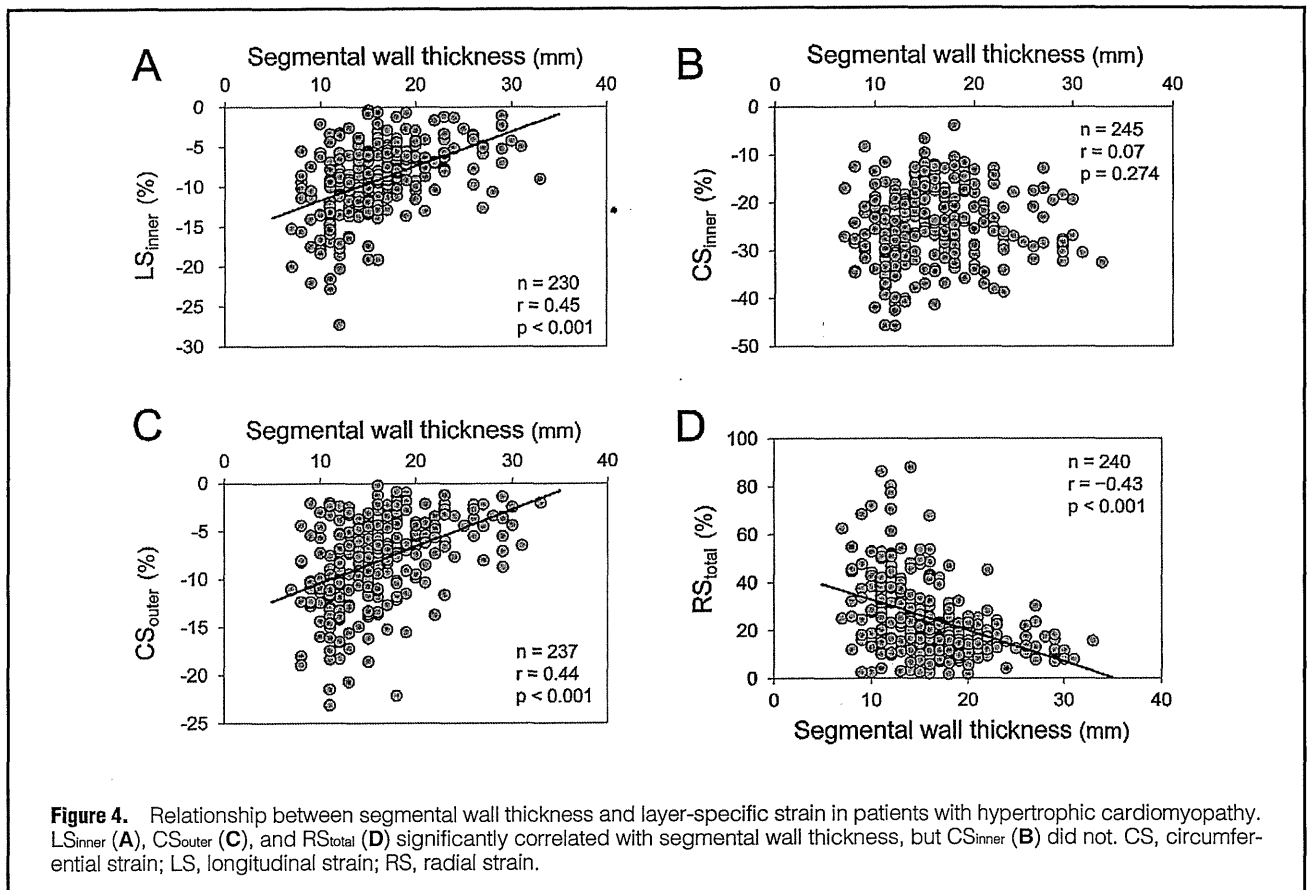 A
Segmental wall thickness (mm)
0 10 20 30 40
0
-5
-10
-15
-20
-25
-30
LSinner (%)
n = 230
r = 0.45
p < 0.001
B
Segmental wall thickness (mm)
0 10 20 30 40
0
-10
-20
-30
-40
-50
CSinner (%)
n = 245
r = 0.07
p = 0.274
C
Segmental wall thickness (mm)
0 10 20 30 40
0
-5
-10
-15
-20
-25
CSouter (%)
n = 237
r = 0.44
p < 0.001
D
100
80
60
40
20
0
RStotal (%)
n = 240
r = −0.43
p < 0.001
0 10 20 30 40
Segmental wall thickness (mm)
Figure 4. Relationship between segmental wall thickness and layer-specific strain in patients with hypertrophic cardiomyopathy.
LSinner (A), CSouter (C), and RStotal (D) significantly correlated with segmental wall thickness, but CSinner (B) did not. CS, circumfer-
ential strain; LS, longitudinal strain; RS, radial strain.